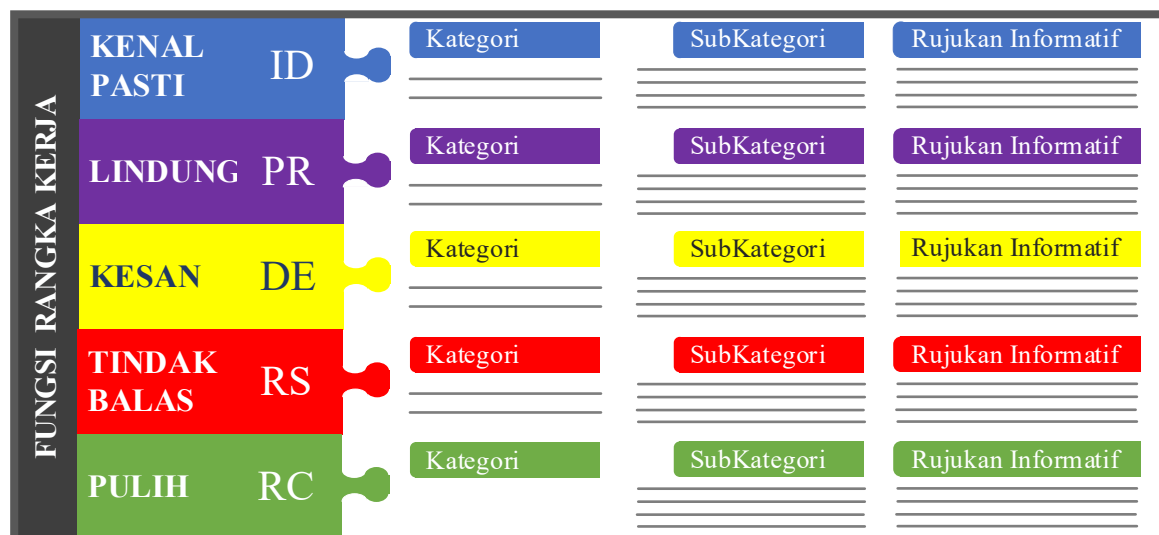 FUNGSI RANGKA KERJA
KENAL
PASTI
ID
Kategori
SubKategori
Rujukan Informatif
LINDUNG
PR
Kategori
SubKategori
Rujukan Informatif
KESAN
DE
Kategori
SubKategori
Rujukan Informatif
TINDAK
BALAS
RS
Kategori
SubKategori
Rujukan Informatif
PULIH
RC
Kategori
SubKategori
Rujukan Informatif